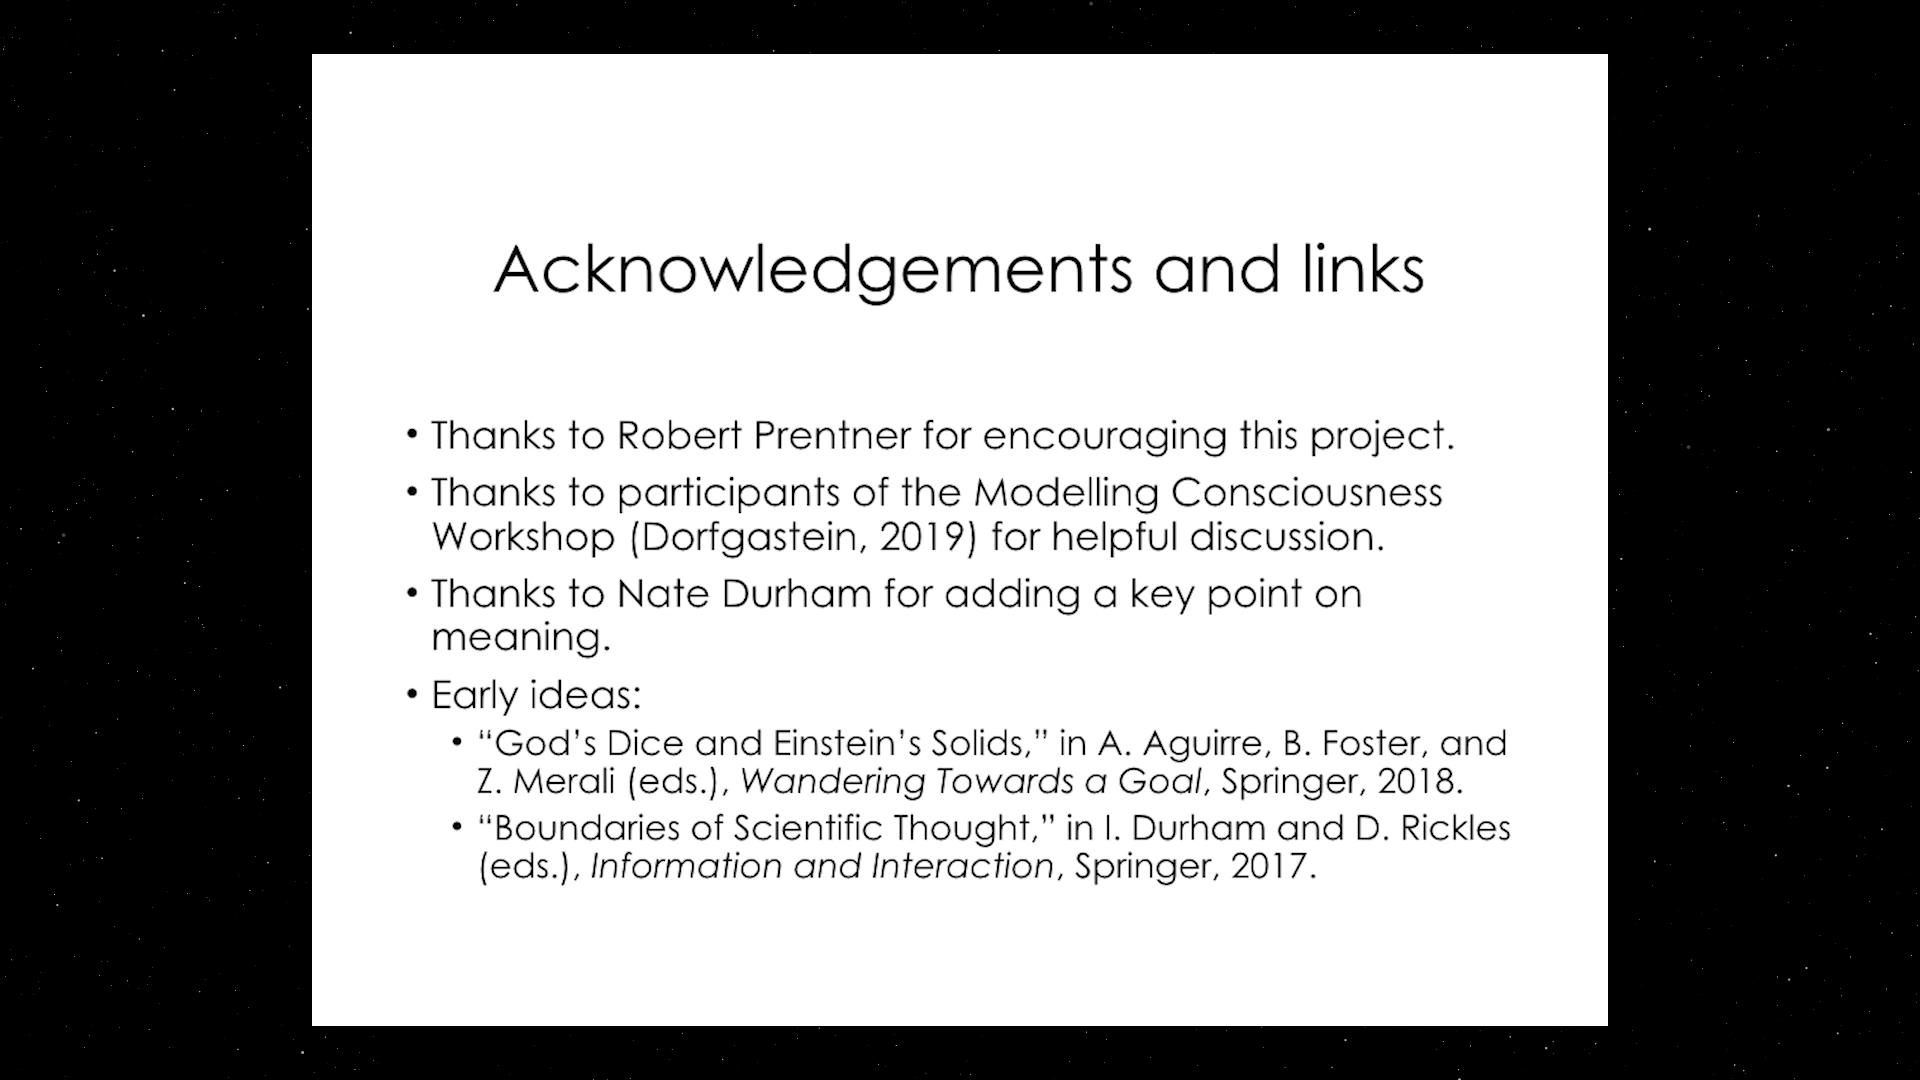 Acknowledgements and links
• Thanks to Robert Prentner for encouraging this project.
• Thanks to participants of the Modelling Consciousness
Workshop (Dorfgastein, 2019) for helpful discussion.
• Thanks to Nate Durham for adding a key point on
meaning.
• Early ideas:
• “God’s Dice and Einstein’s Solids,” in A. Aguirre, B. Foster, and
Z. Merali (eds.), Wandering Towards a Goal, Springer, 2018.
• “Boundaries of Scientific Thought,” in I. Durham and D. Rickles
(eds.), Information and Interaction, Springer, 2017.